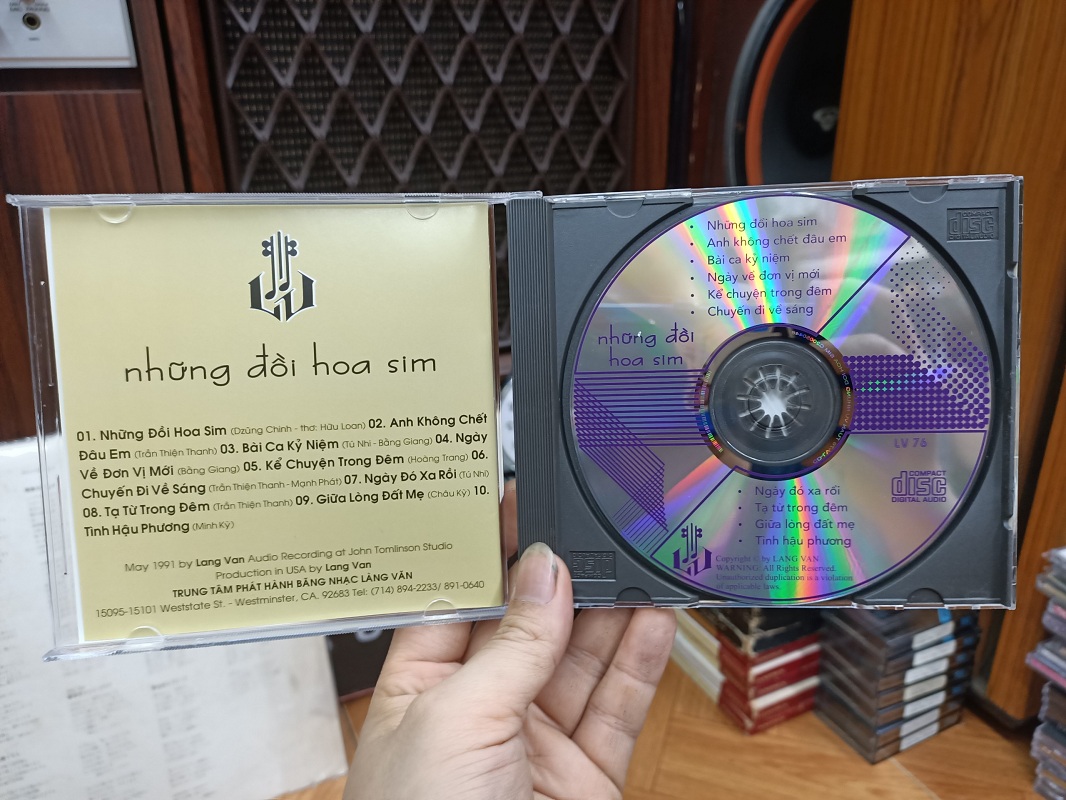 những đồi hoa sim
01. Những Đồi Hoa Sim (Dzũng Chinh - thơ: Hữu Loan) 02. Anh Không Chết
Đâu Em (Trần Thiện Thanh) 03. Bài Ca Kỷ Niệm (Tú Nhi - Bằng Giang) 04. Ngày
Về Đơn Vị Mới (Bằng Giang) 05. Kể Chuyện Trong Đêm (Hoàng Trang) 06.
Chuyến Đi Về Sáng (Trần Thiện Thanh - Mạnh Phát) 07. Ngày Đó Xa Rồi (Tú Nhi)
08. Tạ Từ Trong Đêm (Trần Thiện Thanh) 09. Giữa Lòng Đất Mẹ (Châu Kỳ) 10.
Tình Hậu Phương (Minh Kỳ)
May 1991 by Lang Van Audio Recording at John Tomlinson Studio
Production in USA by Lang Van
TRUNG TÂM PHÁT HÀNH BĂNG NHẠC LÀNG VĂN
15095-15101 Weststate St. - Westminster, CA. 92683 Tel: (714) 894-2233/ 891-0640
• Những đồi hoa sim
• Anh không chết đâu em
• Bài ca kỷ niệm
• Ngày về đơn vị mới
• Kể chuyện trong đêm
• Chuyến đi về sáng
những đồi
hoa sim
LV 76
COMPACT
disc
DIGITAL AUDIO
• Ngày đó xa rồi
• Tạ từ trong đêm
• Giữa lòng đất mẹ
• Tình hậu phương
Copyright © by LANG VAN
WARNING: All Rights Reserved.
Unauthorized duplication is a violation
of applicable laws.
COMPACT
disc